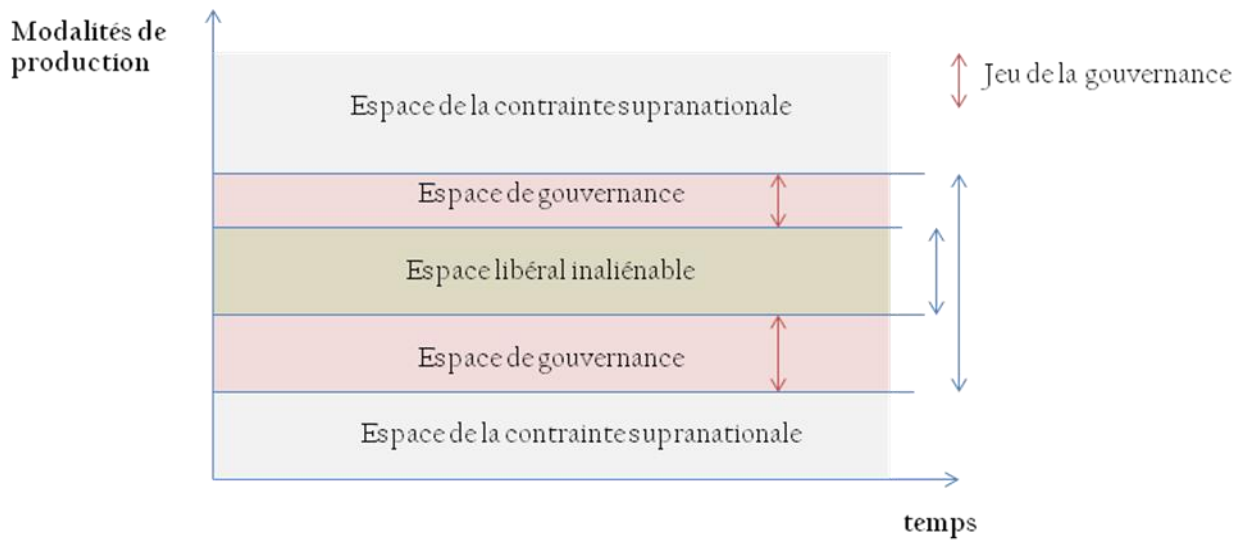 Modalités de
production
Jeu de la gouvernance
Espace de la contrainte supranationale
Espace de gouvernance
Espace libéral inaliénable
Espace de gouvernance
Espace de la contrainte supranationale
temps